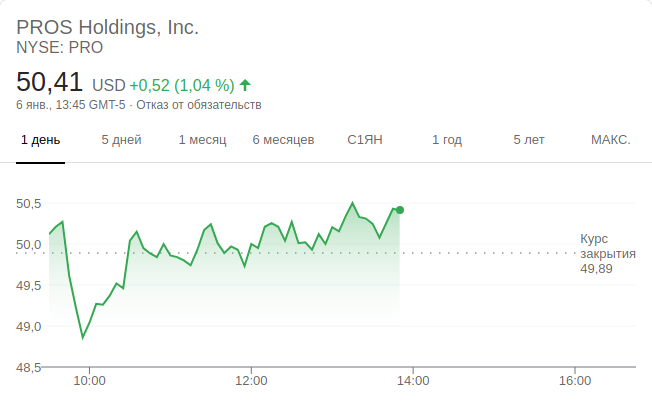 PROS Holdings, Inc.
NYSE: PRO
50,41 USD +0,52 (1,04 %)
6 янв., 13:45 GMT-5 · Отказ от обязательств
1 день 5 дней 1 месяц 6 месяцев С1ЯН 1 год 5 лет МАКС.
50,5
50,0
49,5
49,0
48,5
Курс
закрытия
49,89
10:00 12:00 14:00 16:00